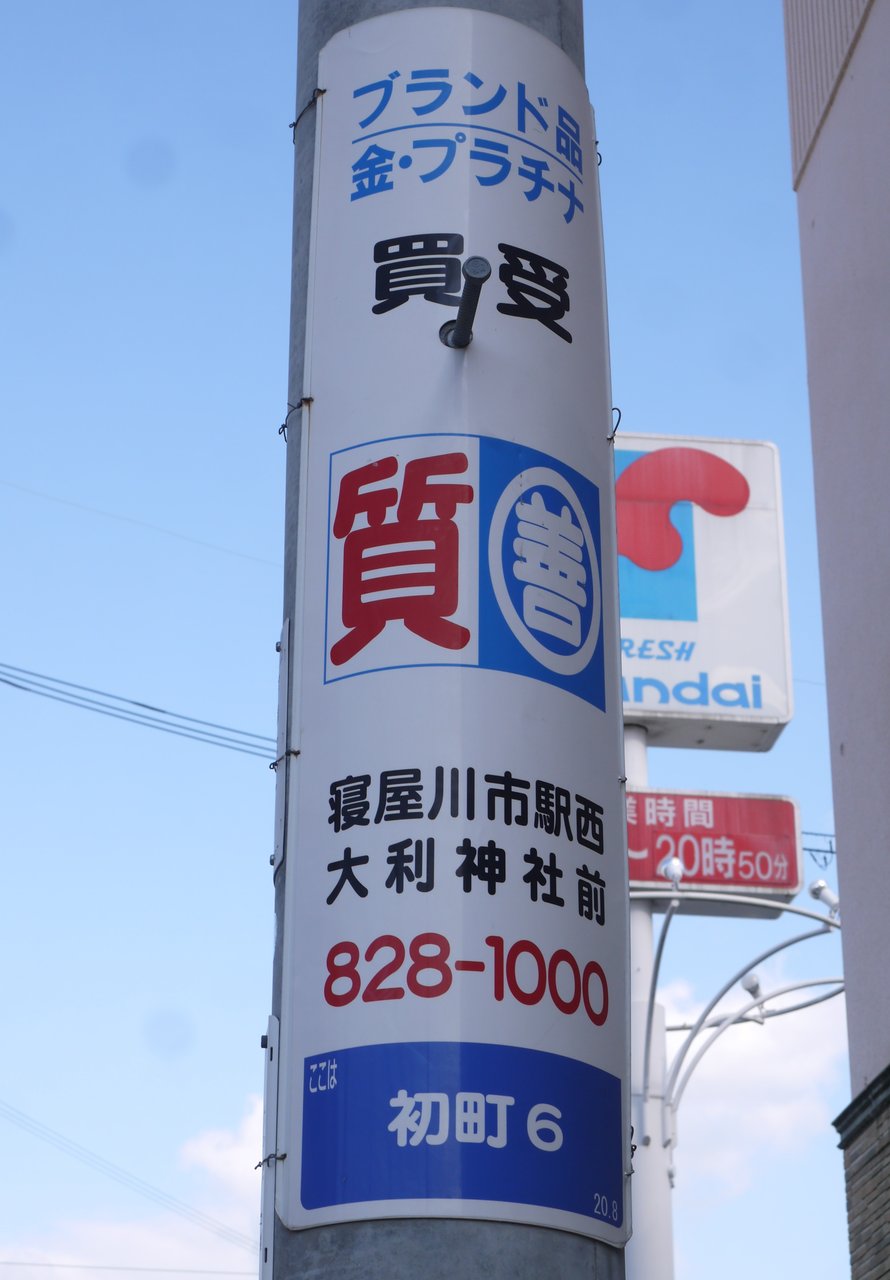 ブランド品
金・プラチナ
買受
質 善
寝屋川市駅西
大利神社前
828-1000
ここは
初町6
20.8
RESH
ndai
業時間
~20時50分